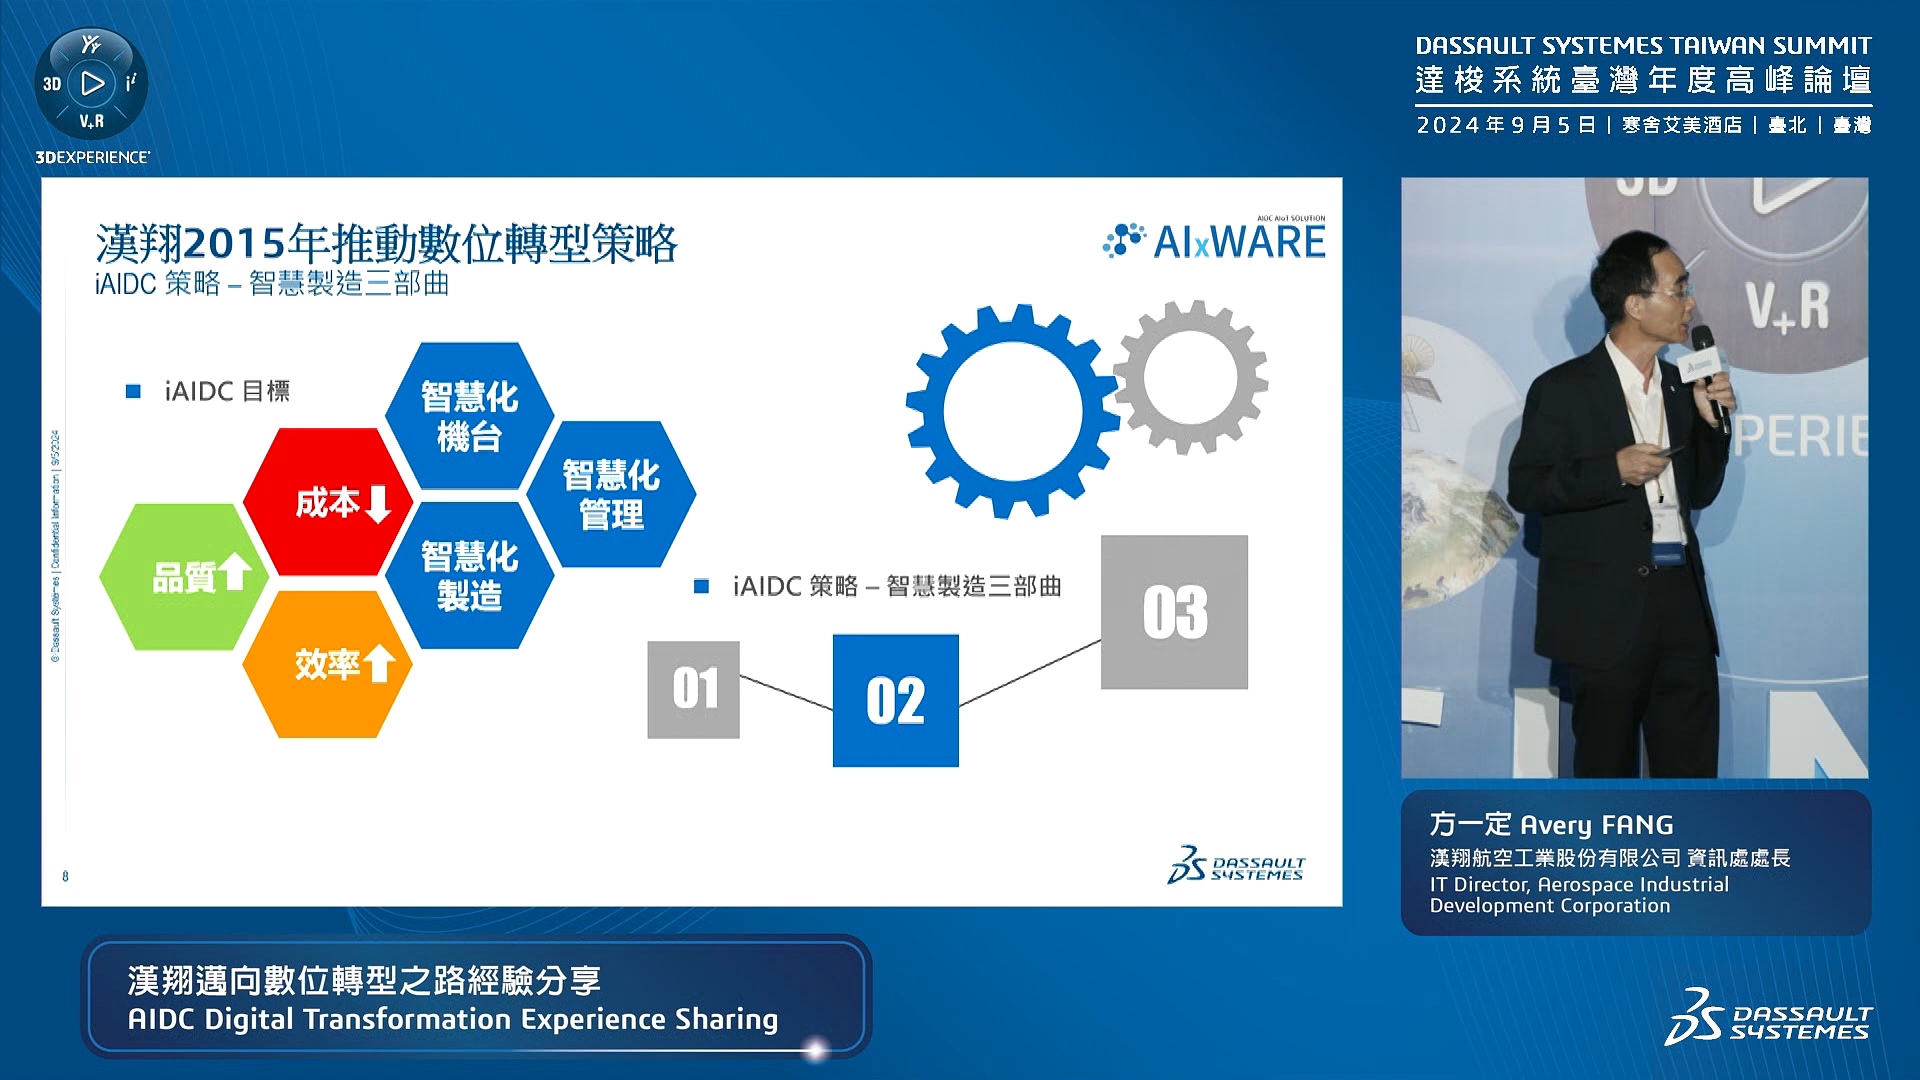 3D
V+R
3DEXPERIENCE
DASSAULT SYSTEMES TAIWAN SUMMIT
達梭系統臺灣年度高峰論壇
2024年9月5日 | 寒舍艾美酒店 | 臺北 | 臺灣
漢翔2015年推動數位轉型策略
iAIDC 策略 – 智慧製造三部曲
AIDC AIoT SOLUTION
AIxWARE
iAIDC 目標
智慧化
機台
智慧化
管理
成本
智慧化
製造
品質
效率
iAIDC 策略 – 智慧製造三部曲
01
02
03
© Dassault Systèmes | Confidential Information | 9/5/2024
8
DASSAULT
SYSTEMES
3D
V+R
PERIE
方一定 Avery FANG
漢翔航空工業股份有限公司 資訊處處長
IT Director, Aerospace Industrial
Development Corporation
漢翔邁向數位轉型之路經驗分享
AIDC Digital Transformation Experience Sharing
DASSAULT
SYSTEMES